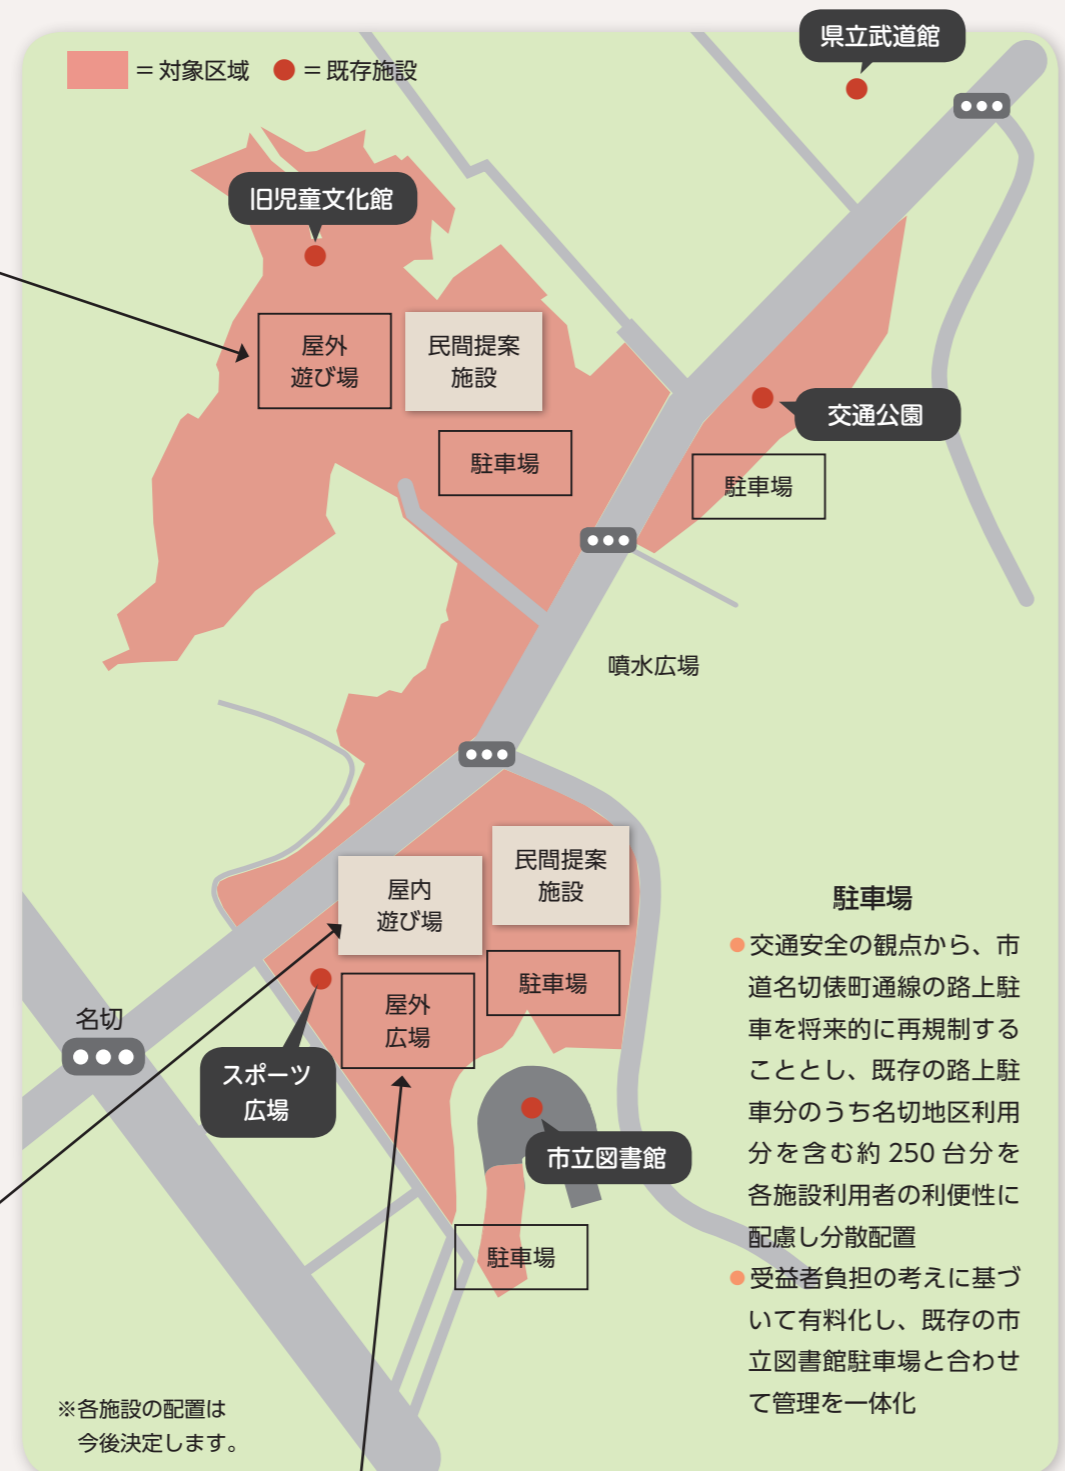 県立武道館
＝対象区域 ＝既存施設
旧児童文化館
屋外
遊び場
民間提案
施設
駐車場
交通公園
駐車場
噴水広場
民間提案
施設
屋内
遊び場
駐車場
屋外
広場
名切
スポーツ
広場
市立図書館
駐車場
駐車場
●交通安全の観点から、市
道名切俵町通線の路上駐
車を将来的に再規制する
こととし、既存の路上駐
車分のうち名切地区利用
分を含む約 250 台分を
各施設利用者の利便性に
配慮し分散配置
●受益者負担の考えに基づ
いて有料化し、既存の市
立図書館駐車場と合わせ
て管理を一体化
※各施設の配置は
今後決定します。